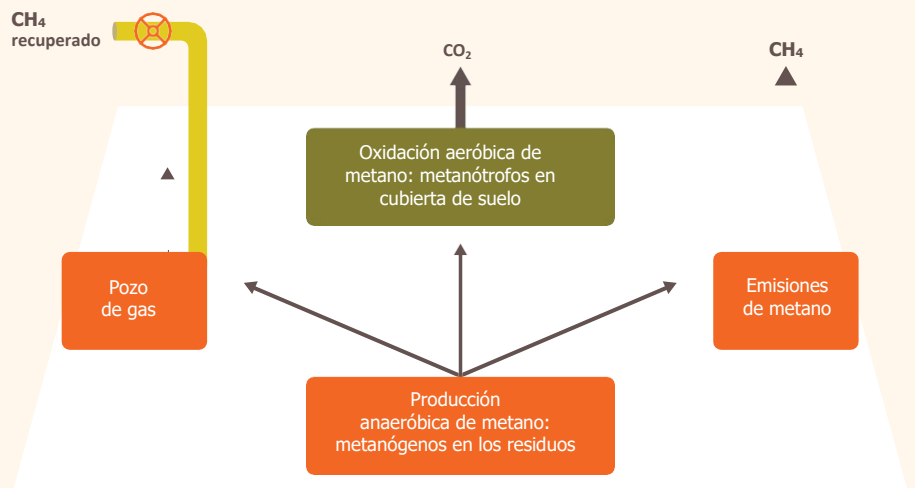 CH₄
recuperado
CO₂
CH₄
Oxidación aeróbica de
metano: metanótrofos en
cubierta de suelo
Pozo
de gas
Emisiones
de metano
Producción
anaeróbica de metano:
metanógenos en los residuos